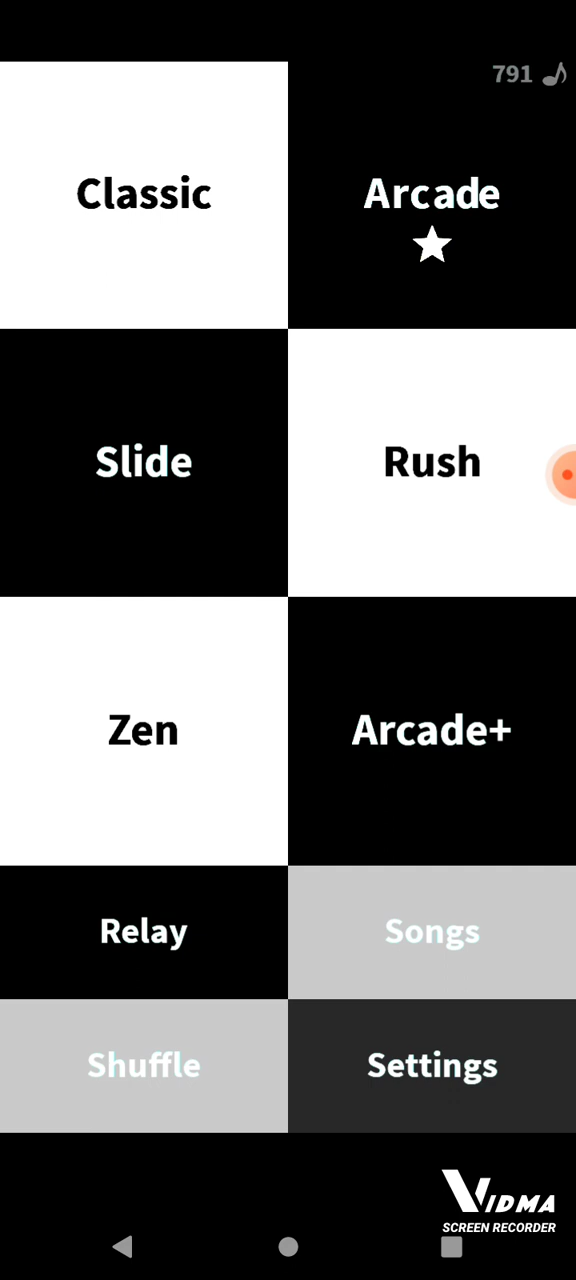 791
Classic
Arcade
Slide
Rush
Zen
Arcade+
Relay
Songs
Shuffle
Settings
VIDMA
SCREEN RECORDER